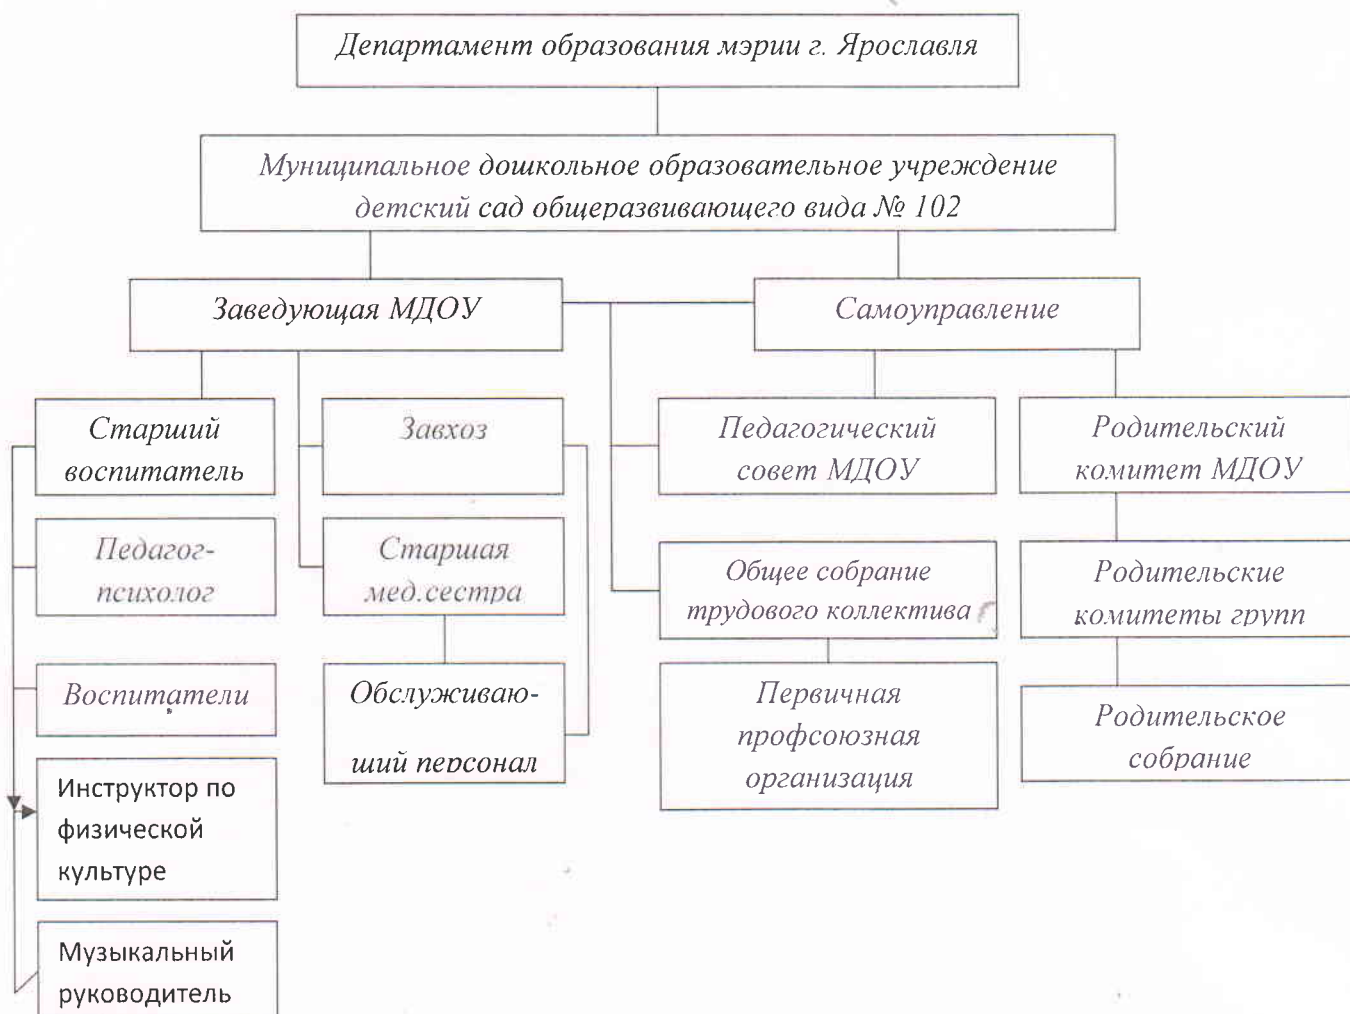 Департамент образования мэрии г. Ярославля
Муниципальное дошкольное образовательное учреждение
детский сад общеразвивающего вида № 102
Заведующая МДОУ
Самоуправление
Старший
воспитатель
Завхоз
Педагогический
совет МДОУ
Родительский
комитет МДОУ
Педагог-
психолог
Старшая
мед.сестра
Общее собрание
трудового коллектива
Родительские
комитеты групп
Воспитатели
Обслуживаю-
ший персонал
Первичная
профсоюзная
организация
Родительское
собрание
Инструктор по
физической
культуре
Музыкальный
руководитель